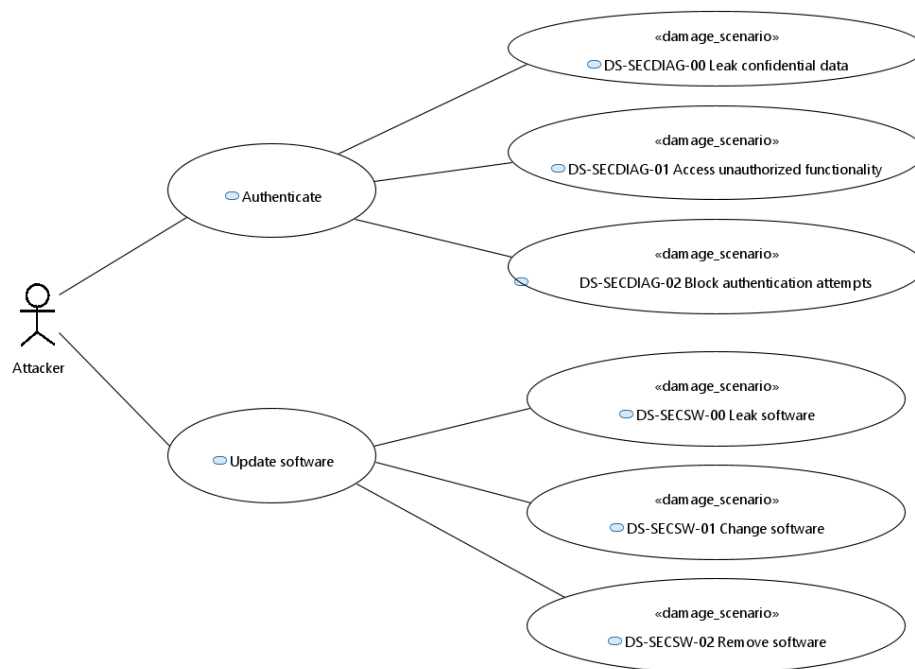 «damage_scenario»
DS-SECDIAG-00 Leak confidential data
«damage_scenario»
DS-SECDIAG-01 Access unauthorized functionality
Authenticate
«damage_scenario»
DS-SECDIAG-02 Block authentication attempts
Attacker
«damage_scenario»
DS-SECSW-00 Leak software
Update software
«damage_scenario»
DS-SECSW-01 Change software
«damage_scenario»
DS-SECSW-02 Remove software